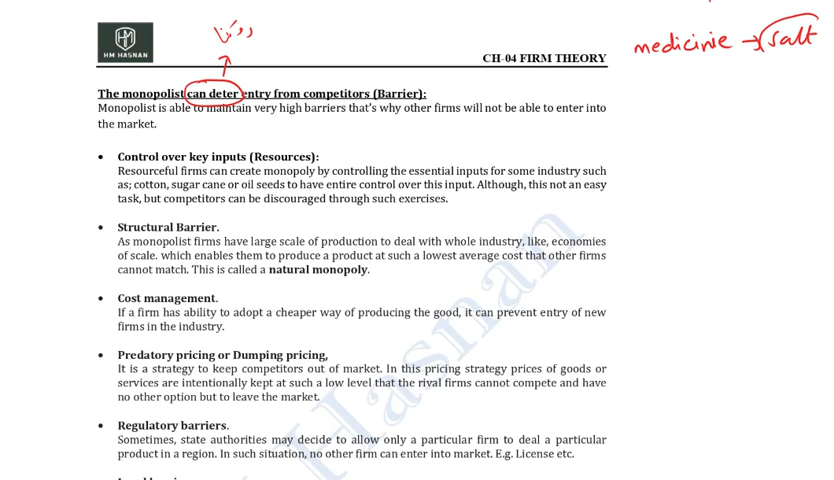 روکنا
medicinie → salt
HM HASNAN
CH-04 FIRM THEORY
The monopolist can deter entry from competitors (Barrier):
Monopolist is able to maintain very high barriers that's why other firms will not be able to enter into
the market.
• Control over key inputs (Resources):
Resourceful firms can create monopoly by controlling the essential inputs for some industry such
as; cotton, sugar cane or oil seeds to have entire control over this input. Although, this not an easy
task, but competitors can be discouraged through such exercises.
• Structural Barrier.
As monopolist firms have large scale of production to deal with whole industry, like, economies
of scale. which enables them to produce a product at such a lowest average cost that other firms
cannot match. This is called a natural monopoly.
• Cost management.
If a firm has ability to adopt a cheaper way of producing the good, it can prevent entry of new
firms in the industry.
• Predatory pricing or Dumping pricing,
It is a strategy to keep competitors out of market. In this pricing strategy prices of goods or
services are intentionally kept at such a low level that the rival firms cannot compete and have
no other option but to leave the market.
• Regulatory barriers.
Sometimes, state authorities may decide to allow only a particular firm to deal a particular
product in a region. In such situation, no other firm can enter into market. E.g. License etc.
Hasnan